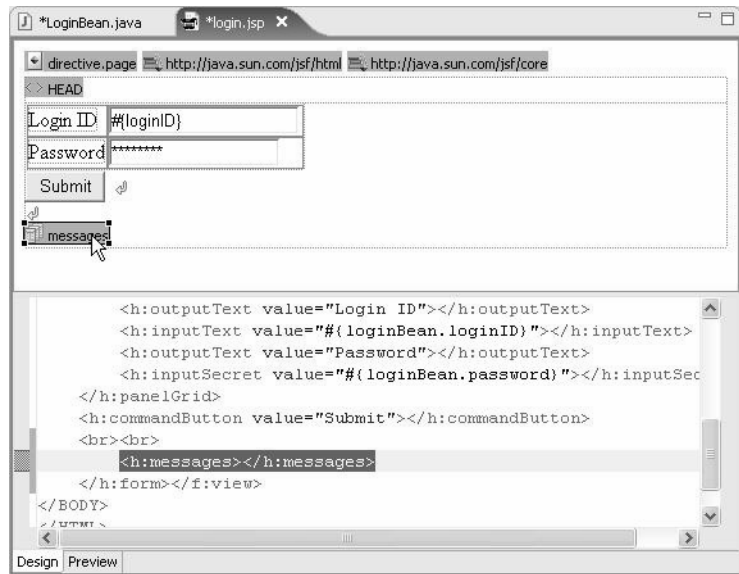 *LoginBean.java *login.jsp
directive.page http://java.sun.com/jsf/html http://java.sun.com/jsf/core
HEAD
Login ID #{loginID}
Password ********
Submit
messages
<h:outputText value="Login ID"></h:outputText>
<h:inputText value="#{loginBean.loginID}"></h:inputText>
<h:outputText value="Password"></h:outputText>
<h:inputSecret value="#{loginBean.password}"></h:inputSec
</h:panelGrid>
<h:commandButton value="Submit"></h:commandButton>
<br><br>
<h:messages></h:messages>
</h:form></f:view>
</BODY>
</HTML>
Design Preview